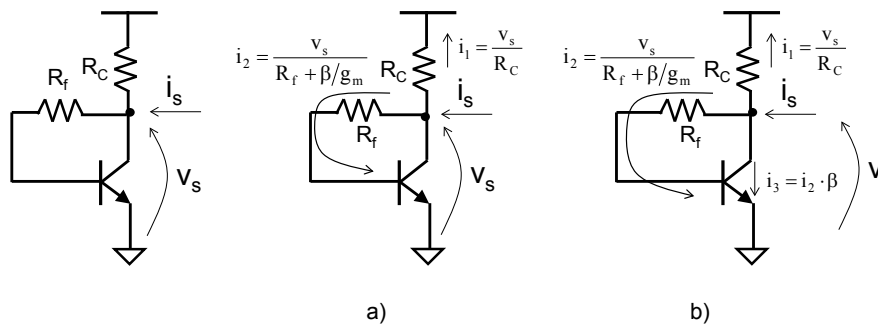 R_f
R_C
i_s
v_s
i_2 = v_s / (R_f + β/g_m)
R_C
i_1 = v_s / R_C
i_s
R_f
v_s
a)
i_2 = v_s / (R_f + β/g_m)
R_C
i_1 = v_s / R_C
i_s
R_f
i_3 = i_2 · β
v
b)